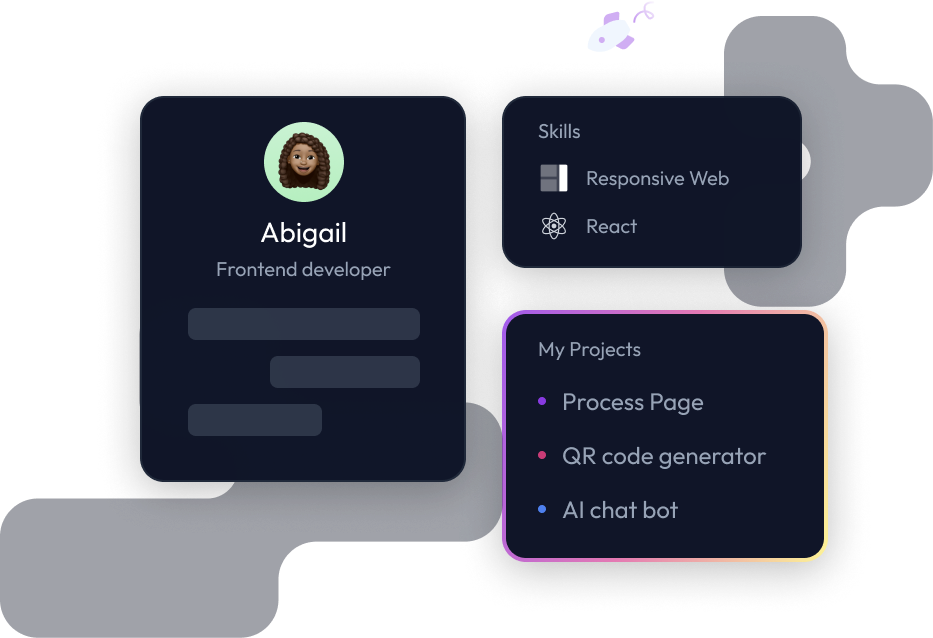 Abigail
Frontend developer
Skills
Responsive Web
React
My Projects
Process Page
QR code generator
AI chat bot